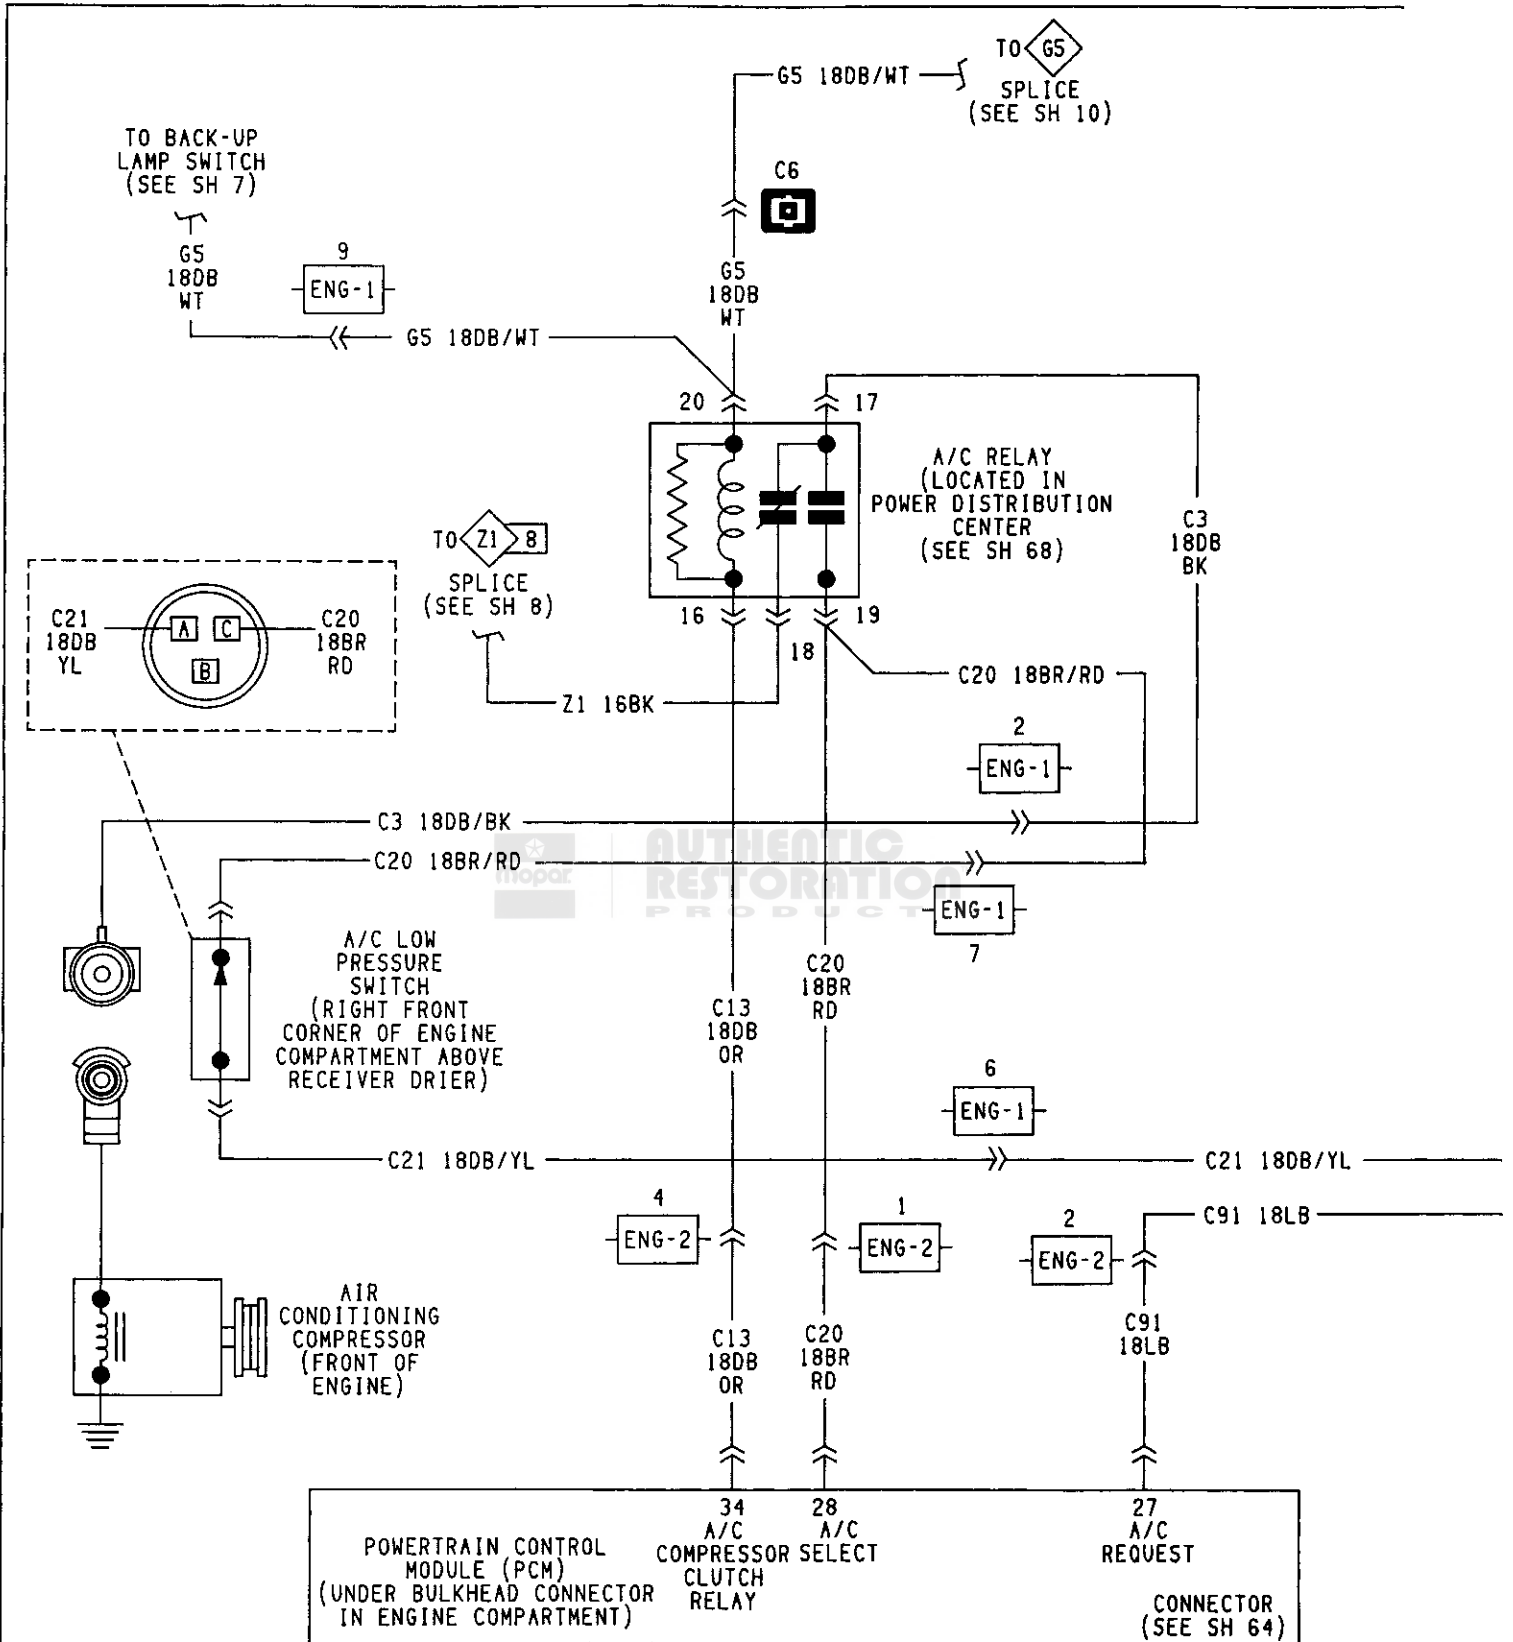 TO G5
SPLICE
(SEE SH 10)
G5 18DB/WT
TO BACK-UP
LAMP SWITCH
(SEE SH 7)
C6
G5
18DB
WT
9
ENG-1
G5
18DB
WT
G5 18DB/WT
20
17
A/C RELAY
(LOCATED IN
POWER DISTRIBUTION
CENTER
(SEE SH 68)
C3
18DB
BK
TO Z1 8
SPLICE
(SEE SH 8)
16
19
18
C21
18DB
YL
A
C
B
C20
18BR
RD
C20 18BR/RD
Z1 16BK
2
ENG-1
C3 18DB/BK
C20 18BR/RD
mopar
AUTHENTIC
RESTORATION
PRODUCT
ENG-1
7
A/C LOW
PRESSURE
SWITCH
(RIGHT FRONT
CORNER OF ENGINE
COMPARTMENT ABOVE
RECEIVER DRIER)
C20
18BR
RD
C13
18DB
OR
6
ENG-1
C21 18DB/YL
C21 18DB/YL
4
ENG-2
1
ENG-2
2
ENG-2
C91 18LB
AIR
CONDITIONING
COMPRESSOR
(FRONT OF
ENGINE)
C13
18DB
OR
C20
18BR
RD
C91
18LB
34
A/C
COMPRESSOR
CLUTCH
RELAY
28
A/C
SELECT
27
A/C
REQUEST
POWERTRAIN CONTROL
MODULE (PCM)
(UNDER BULKHEAD CONNECTOR
IN ENGINE COMPARTMENT)
CONNECTOR
(SEE SH 64)